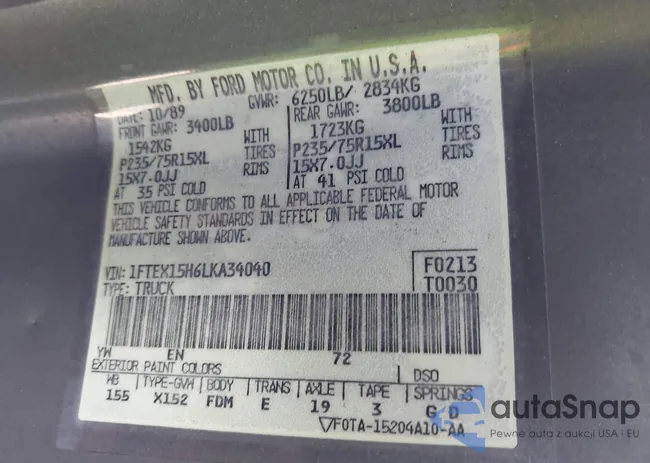 MFD. BY FORD MOTOR CO. IN U.S.A.
DATE: 10/89 GVWR: 6250LB/ 2834KG
FRONT GAWR: 3400LB REAR GAWR: 3800LB
1542KG WITH 1723KG WITH
P235/75R15XL TIRES P235/75R15XL TIRES
15X7.0JJ RIMS 15X7.0JJ RIMS
AT 35 PSI COLD AT 41 PSI COLD
THIS VEHICLE CONFORMS TO ALL APPLICABLE FEDERAL MOTOR
VEHICLE SAFETY STANDARDS IN EFFECT ON THE DATE OF
MANUFACTURE SHOWN ABOVE.
VIN: 1FTEX15H6LKA34040 F0213
TYPE: TRUCK T0030
YW EN 72
EXTERIOR PAINT COLORS DSO
WB TYPE-GVW BODY TRANS AXLE TAPE SPRINGS
155 X152 FDM E 19 3 G D
F0TA-15204A10-AA
autaSnap
Pewne auta z aukcji USA i EU